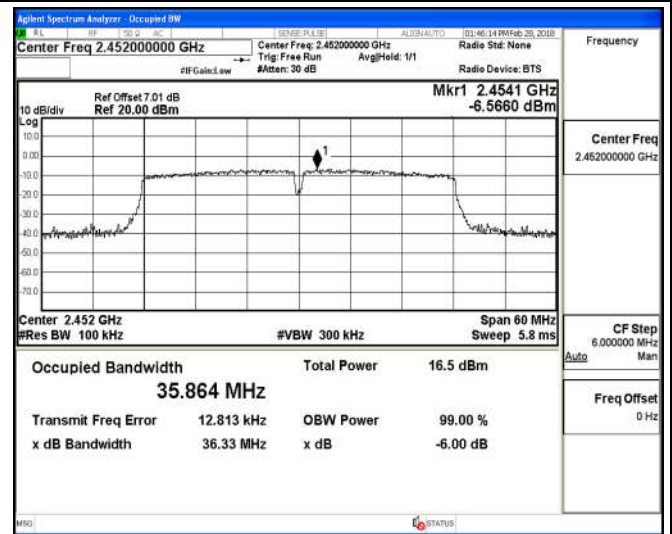 Agilent Spectrum Analyzer - Occupied BW
RL RF 50 Ω AC SENSE:PULSE ALIGNAUTO 01:46:14 PM Feb 28, 2018
Center Freq 2.452000000 GHz Center Freq: 2.452000000 GHz Radio Std: None Frequency
Trig: Free Run Avg|Hold: 1/1
#IFGain:Low #Atten: 30 dB Radio Device: BTS
Ref Offset 7.01 dB Mkr1 2.4541 GHz
10 dB/div Ref 20.00 dBm -6.5660 dBm
Log
10.0
0.00
-10.0
-20.0
-30.0
-40.0
-50.0
-60.0
-70.0
1
Center Freq
2.452000000 GHz
Center 2.452 GHz Span 60 MHz
#Res BW 100 kHz #VBW 300 kHz Sweep 5.8 ms
CF Step
6.000000 MHz
Auto Man
Occupied Bandwidth Total Power 16.5 dBm
35.864 MHz
Transmit Freq Error 12.813 kHz OBW Power 99.00 %
x dB Bandwidth 36.33 MHz x dB -6.00 dB
Freq Offset
0 Hz
MSG STATUS